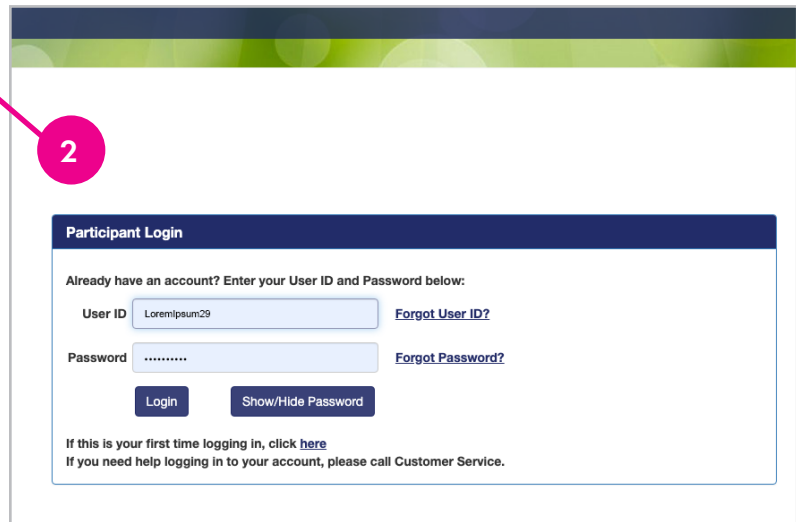 2
Participant Login
Already have an account? Enter your User ID and Password below:
User ID LoremIpsum29 Forgot User ID?
Password •••••••••• Forgot Password?
Login Show/Hide Password
If this is your first time logging in, click here
If you need help logging in to your account, please call Customer Service.